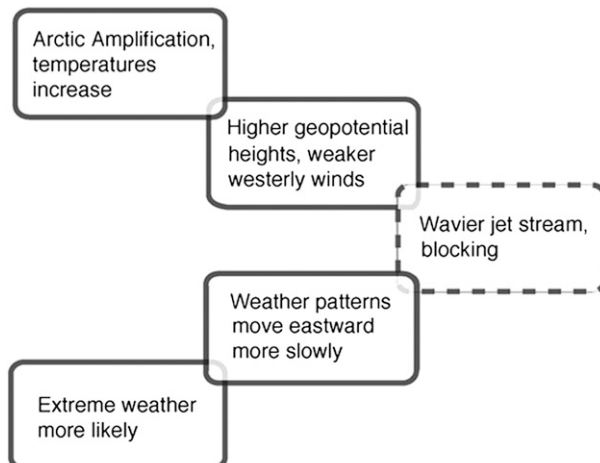 Arctic Amplification,
temperatures
increase
Higher geopotential
heights, weaker
westerly winds
Wavier jet stream,
blocking
Weather patterns
move eastward
more slowly
Extreme weather
more likely